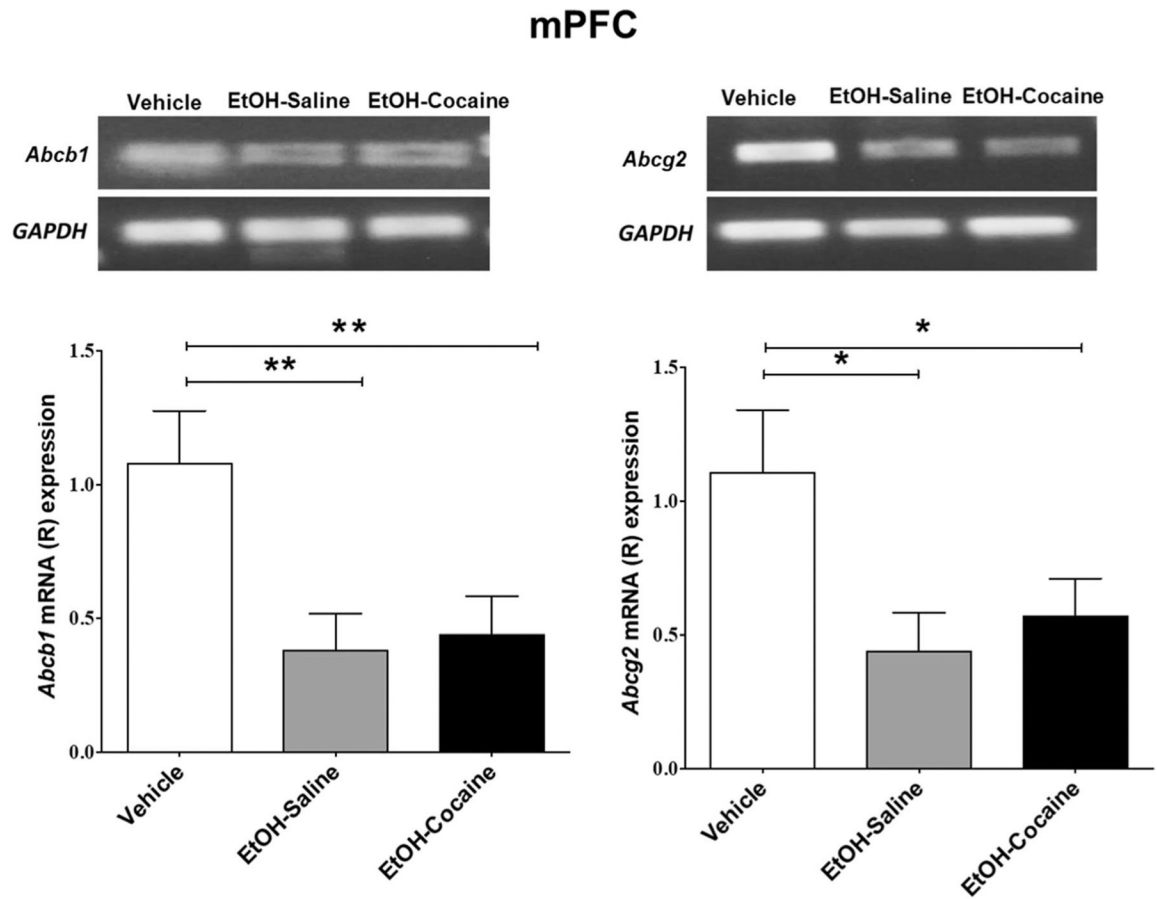 mPFC
Vehicle EtOH-Saline EtOH-Cocaine
Abcb1
GAPDH
Vehicle EtOH-Saline EtOH-Cocaine
Abcg2
GAPDH
**
**
1.5
1.0
0.5
0.0
Abcb1 mRNA (R) expression
Vehicle
EtOH-Saline
EtOH-Cocaine
*
*
1.5
1.0
0.5
0.0
Abcg2 mRNA (R) expression
Vehicle
EtOH-Saline
EtOH-Cocaine